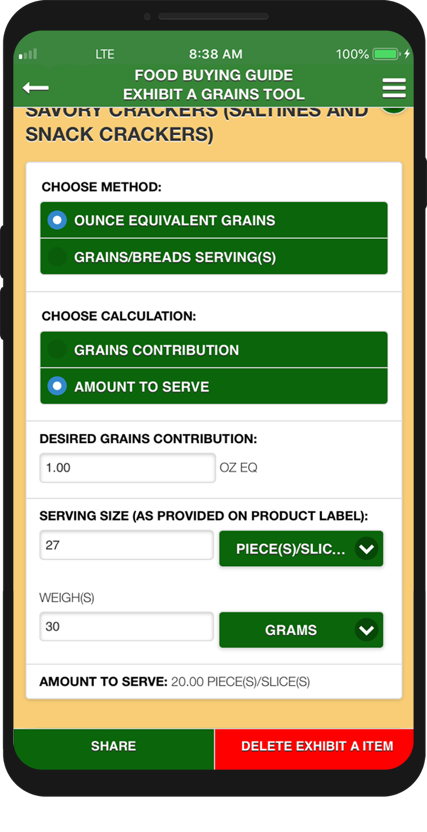 LTE 8:38 AM 100%
FOOD BUYING GUIDE
EXHIBIT A GRAINS TOOL
SAVORY CRACKERS (SALTINES AND
SNACK CRACKERS)
CHOOSE METHOD:
OUNCE EQUIVALENT GRAINS
GRAINS/BREADS SERVING(S)
CHOOSE CALCULATION:
GRAINS CONTRIBUTION
AMOUNT TO SERVE
DESIRED GRAINS CONTRIBUTION:
1.00 OZ EQ
SERVING SIZE (AS PROVIDED ON PRODUCT LABEL):
27 PIECE(S)/SLIC...
WEIGH(S)
30 GRAMS
AMOUNT TO SERVE: 20.00 PIECE(S)/SLICE(S)
SHARE DELETE EXHIBIT A ITEM